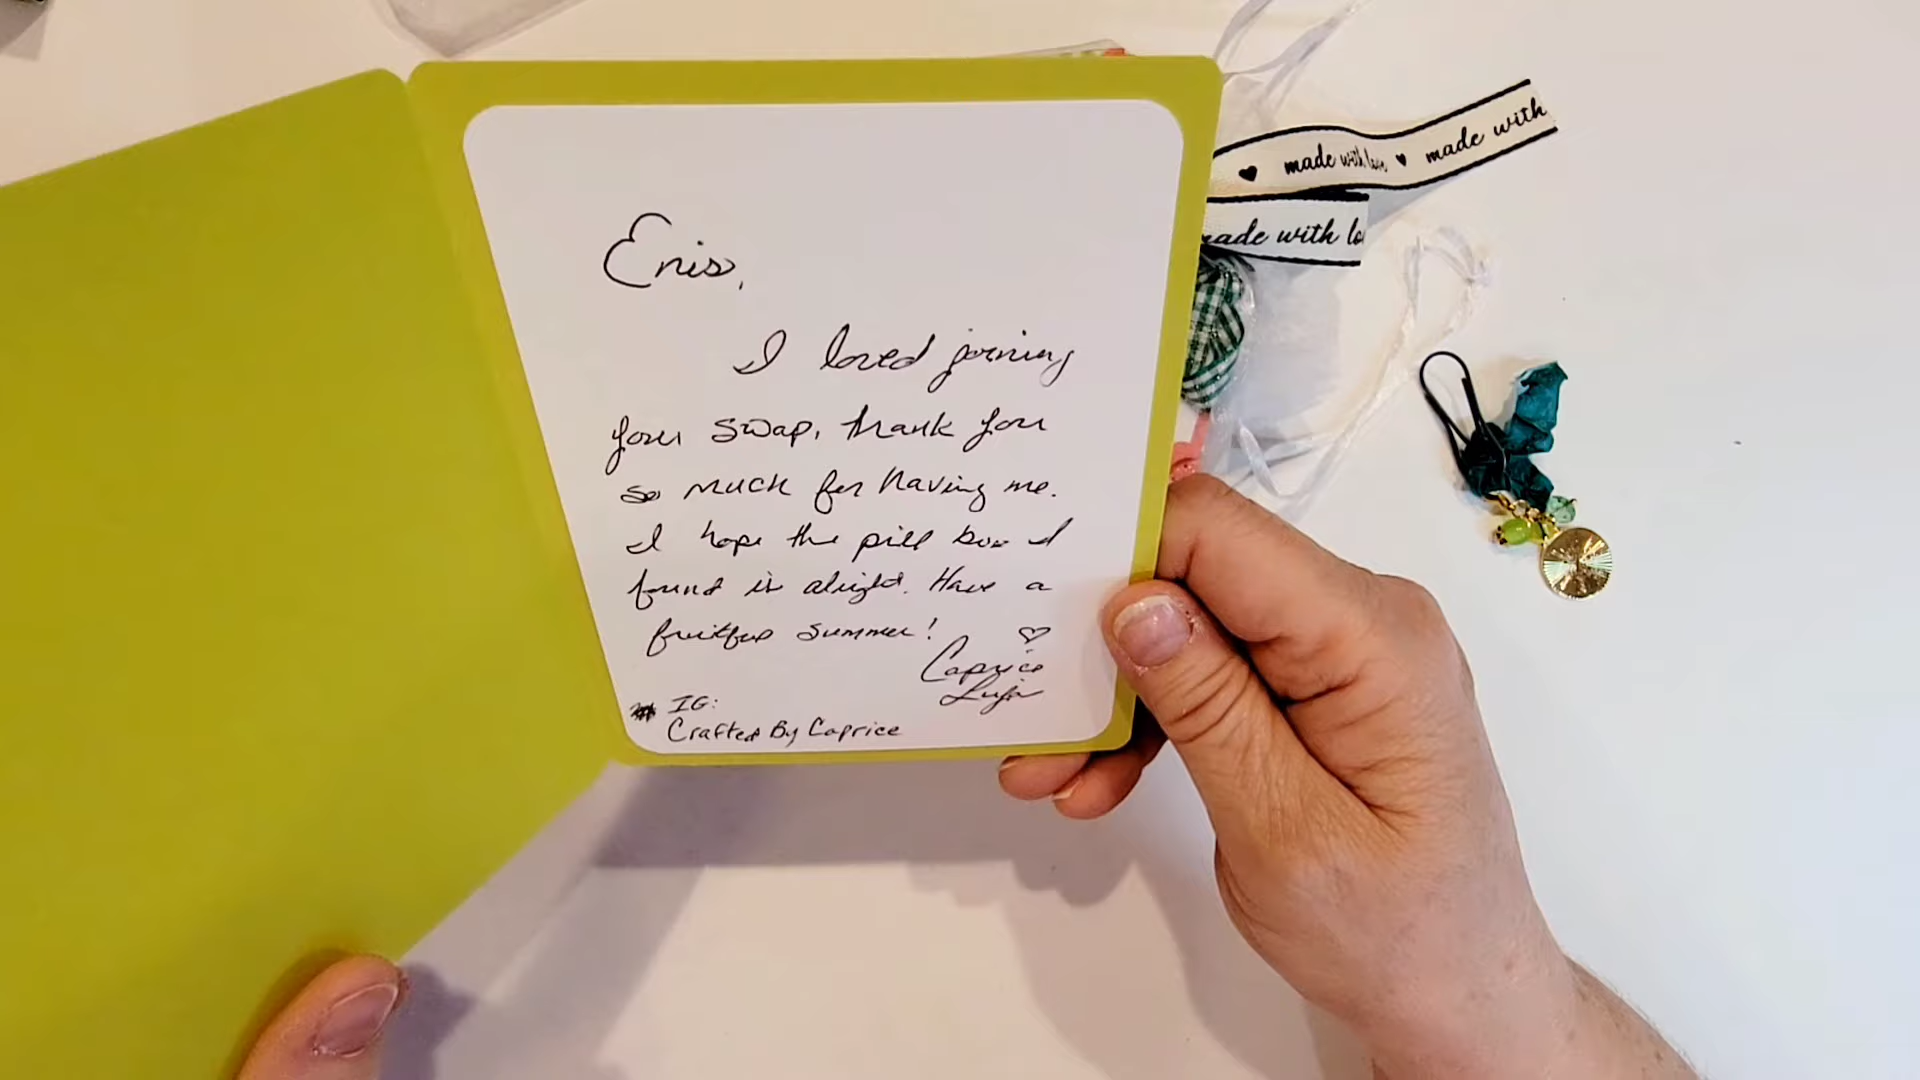 Enis,
I loved joining
your swap, thank you
so much for having me.
I hope the pill box I
found is alright. Have a
fruitful summer!
♡
Caprice
IG:
Crafted By Caprice
♥ made with love ♥ made with
made with lo